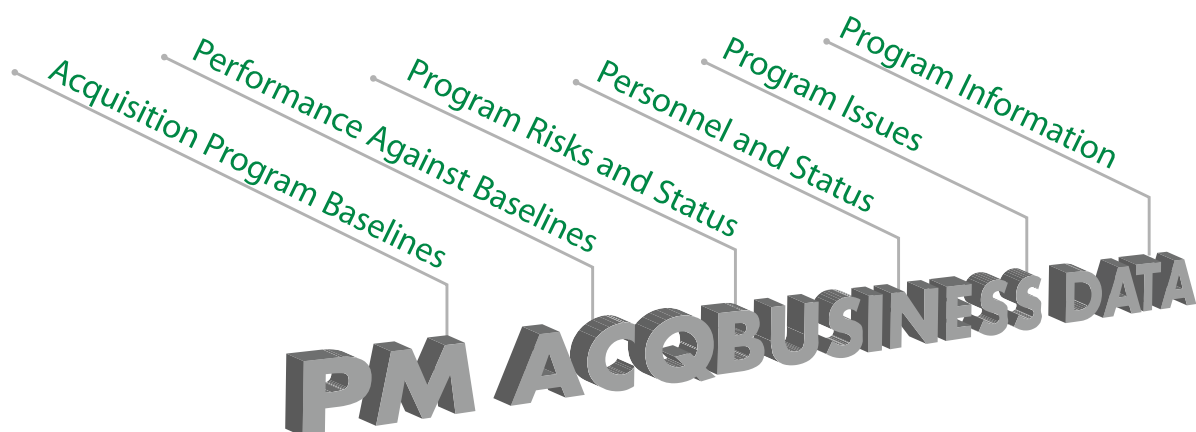 Acquisition Program Baselines
Performance Against Baselines
Program Risks and Status
Personnel and Status
Program Issues
Program Information
PM ACQBUSINESS DATA